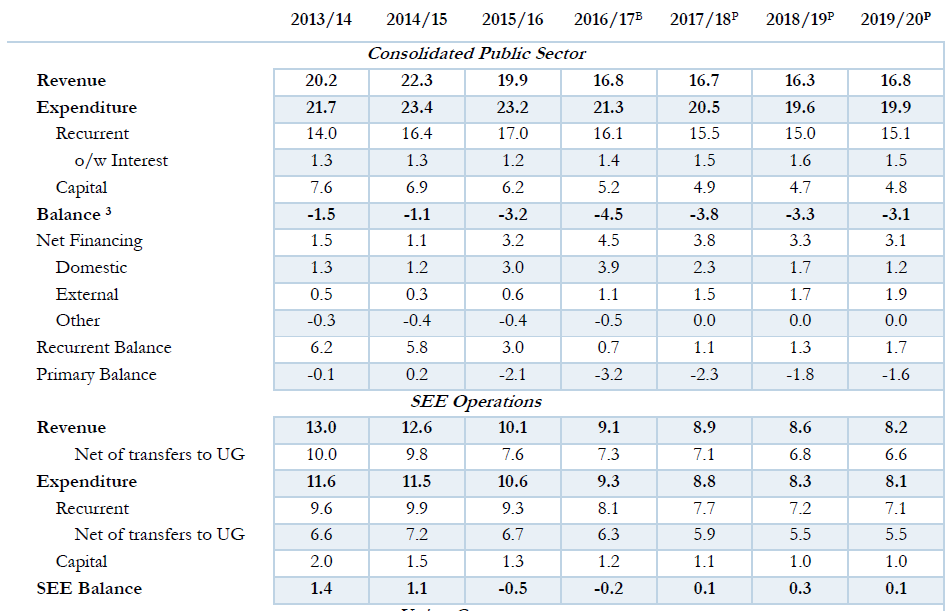 2013/14 2014/15 2015/16 2016/17ᴮ 2017/18ᴾ 2018/19ᴾ 2019/20ᴾ
Consolidated Public Sector
Revenue 20.2 22.3 19.9 16.8 16.7 16.3 16.8
Expenditure 21.7 23.4 23.2 21.3 20.5 19.6 19.9
Recurrent 14.0 16.4 17.0 16.1 15.5 15.0 15.1
o/w Interest 1.3 1.3 1.2 1.4 1.5 1.6 1.5
Capital 7.6 6.9 6.2 5.2 4.9 4.7 4.8
Balance ³ -1.5 -1.1 -3.2 -4.5 -3.8 -3.3 -3.1
Net Financing 1.5 1.1 3.2 4.5 3.8 3.3 3.1
Domestic 1.3 1.2 3.0 3.9 2.3 1.7 1.2
External 0.5 0.3 0.6 1.1 1.5 1.7 1.9
Other -0.3 -0.4 -0.4 -0.5 0.0 0.0 0.0
Recurrent Balance 6.2 5.8 3.0 0.7 1.1 1.3 1.7
Primary Balance -0.1 0.2 -2.1 -3.2 -2.3 -1.8 -1.6
SEE Operations
Revenue 13.0 12.6 10.1 9.1 8.9 8.6 8.2
Net of transfers to UG 10.0 9.8 7.6 7.3 7.1 6.8 6.6
Expenditure 11.6 11.5 10.6 9.3 8.8 8.3 8.1
Recurrent 9.6 9.9 9.3 8.1 7.7 7.2 7.1
Net of transfers to UG 6.6 7.2 6.7 6.3 5.9 5.5 5.5
Capital 2.0 1.5 1.3 1.2 1.1 1.0 1.0
SEE Balance 1.4 1.1 -0.5 -0.2 0.1 0.3 0.1